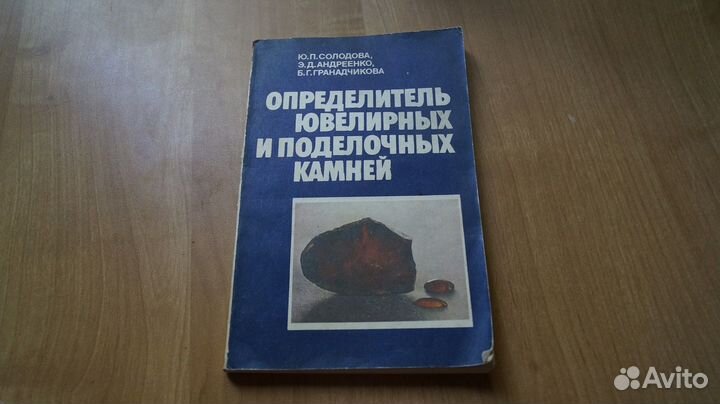 Ю.П.СОЛОДОВА,
Э.Д.АНДРЕЕНКО,
Б.Г.ГРАНАДЧИКОВА
ОПРЕДЕЛИТЕЛЬ
ЮВЕЛИРНЫХ
И ПОДЕЛОЧНЫХ
КАМНЕЙ
Avito